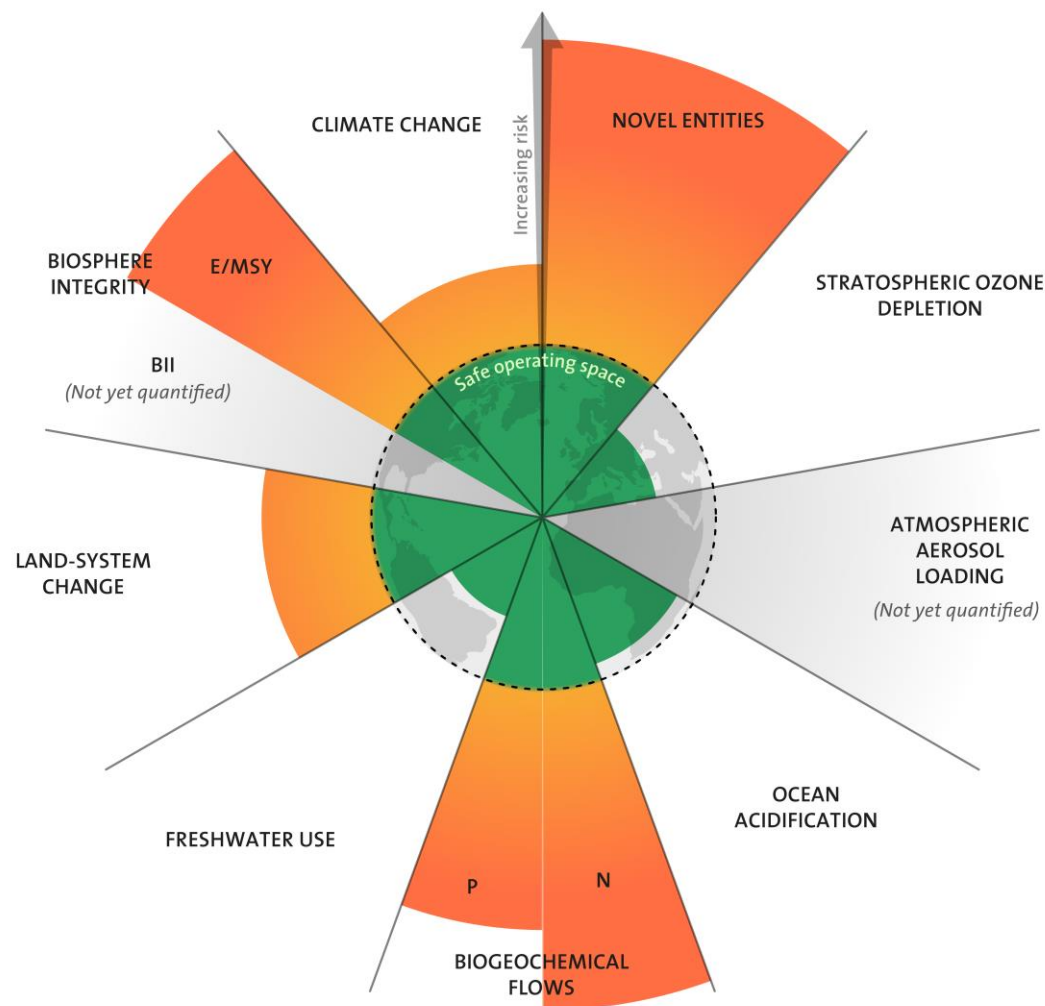 CLIMATE CHANGE
Increasing risk
NOVEL ENTITIES
BIOSPHERE
INTEGRITY
E/MSY
STRATOSPHERIC OZONE
DEPLETION
BII
(Not yet quantified)
Safe operating space
LAND-SYSTEM
CHANGE
ATMOSPHERIC
AEROSOL
LOADING
(Not yet quantified)
FRESHWATER USE
OCEAN
ACIDIFICATION
P
N
BIOGEOCHEMICAL
FLOWS